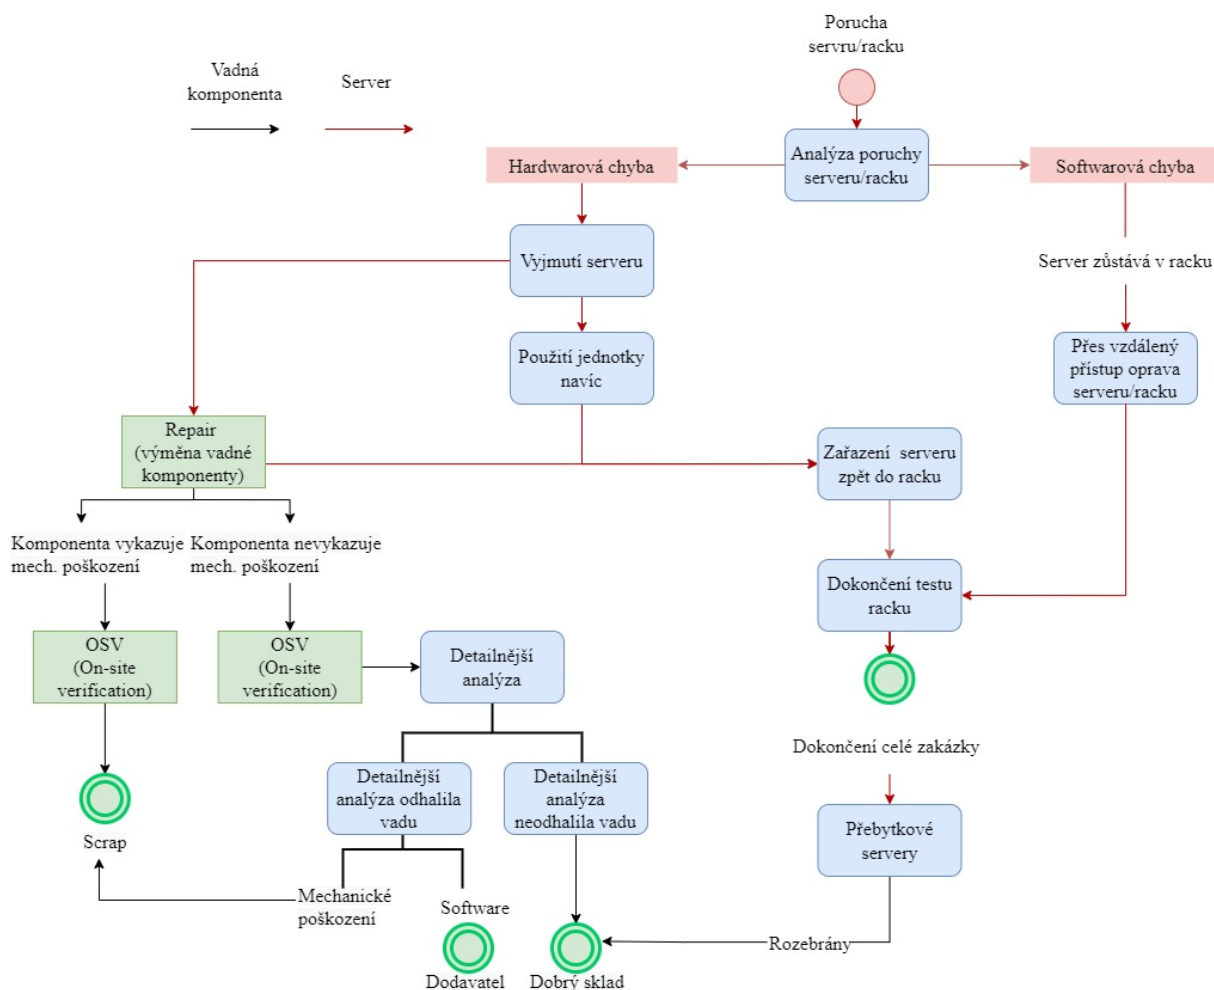 Porucha
servru/racku
Vadná
komponenta
Server
Analýza poruchy
serveru/racku
Hardwarová chyba
Softwarová chyba
Vyjmutí serveru
Server zůstává v racku
Použití jednotky
navíc
Přes vzdálený
přístup oprava
serveru/racku
Repair
(výměna vadné
komponenty)
Zařazení serveru
zpět do racku
Komponenta vykazuje
mech. poškození
Komponenta nevykazuje
mech. poškození
Dokončení testu
racku
OSV
(On-site
verification)
OSV
(On-site
verification)
Detailnější
analýza
Dokončení celé zakázky
Detailnější
analýza odhalila
vadu
Detailnější
analýza
neodhalila vadu
Přebytkové
servery
Scrap
Mechanické
poškození
Software
Rozebrány
Dodavatel
Dobrý sklad